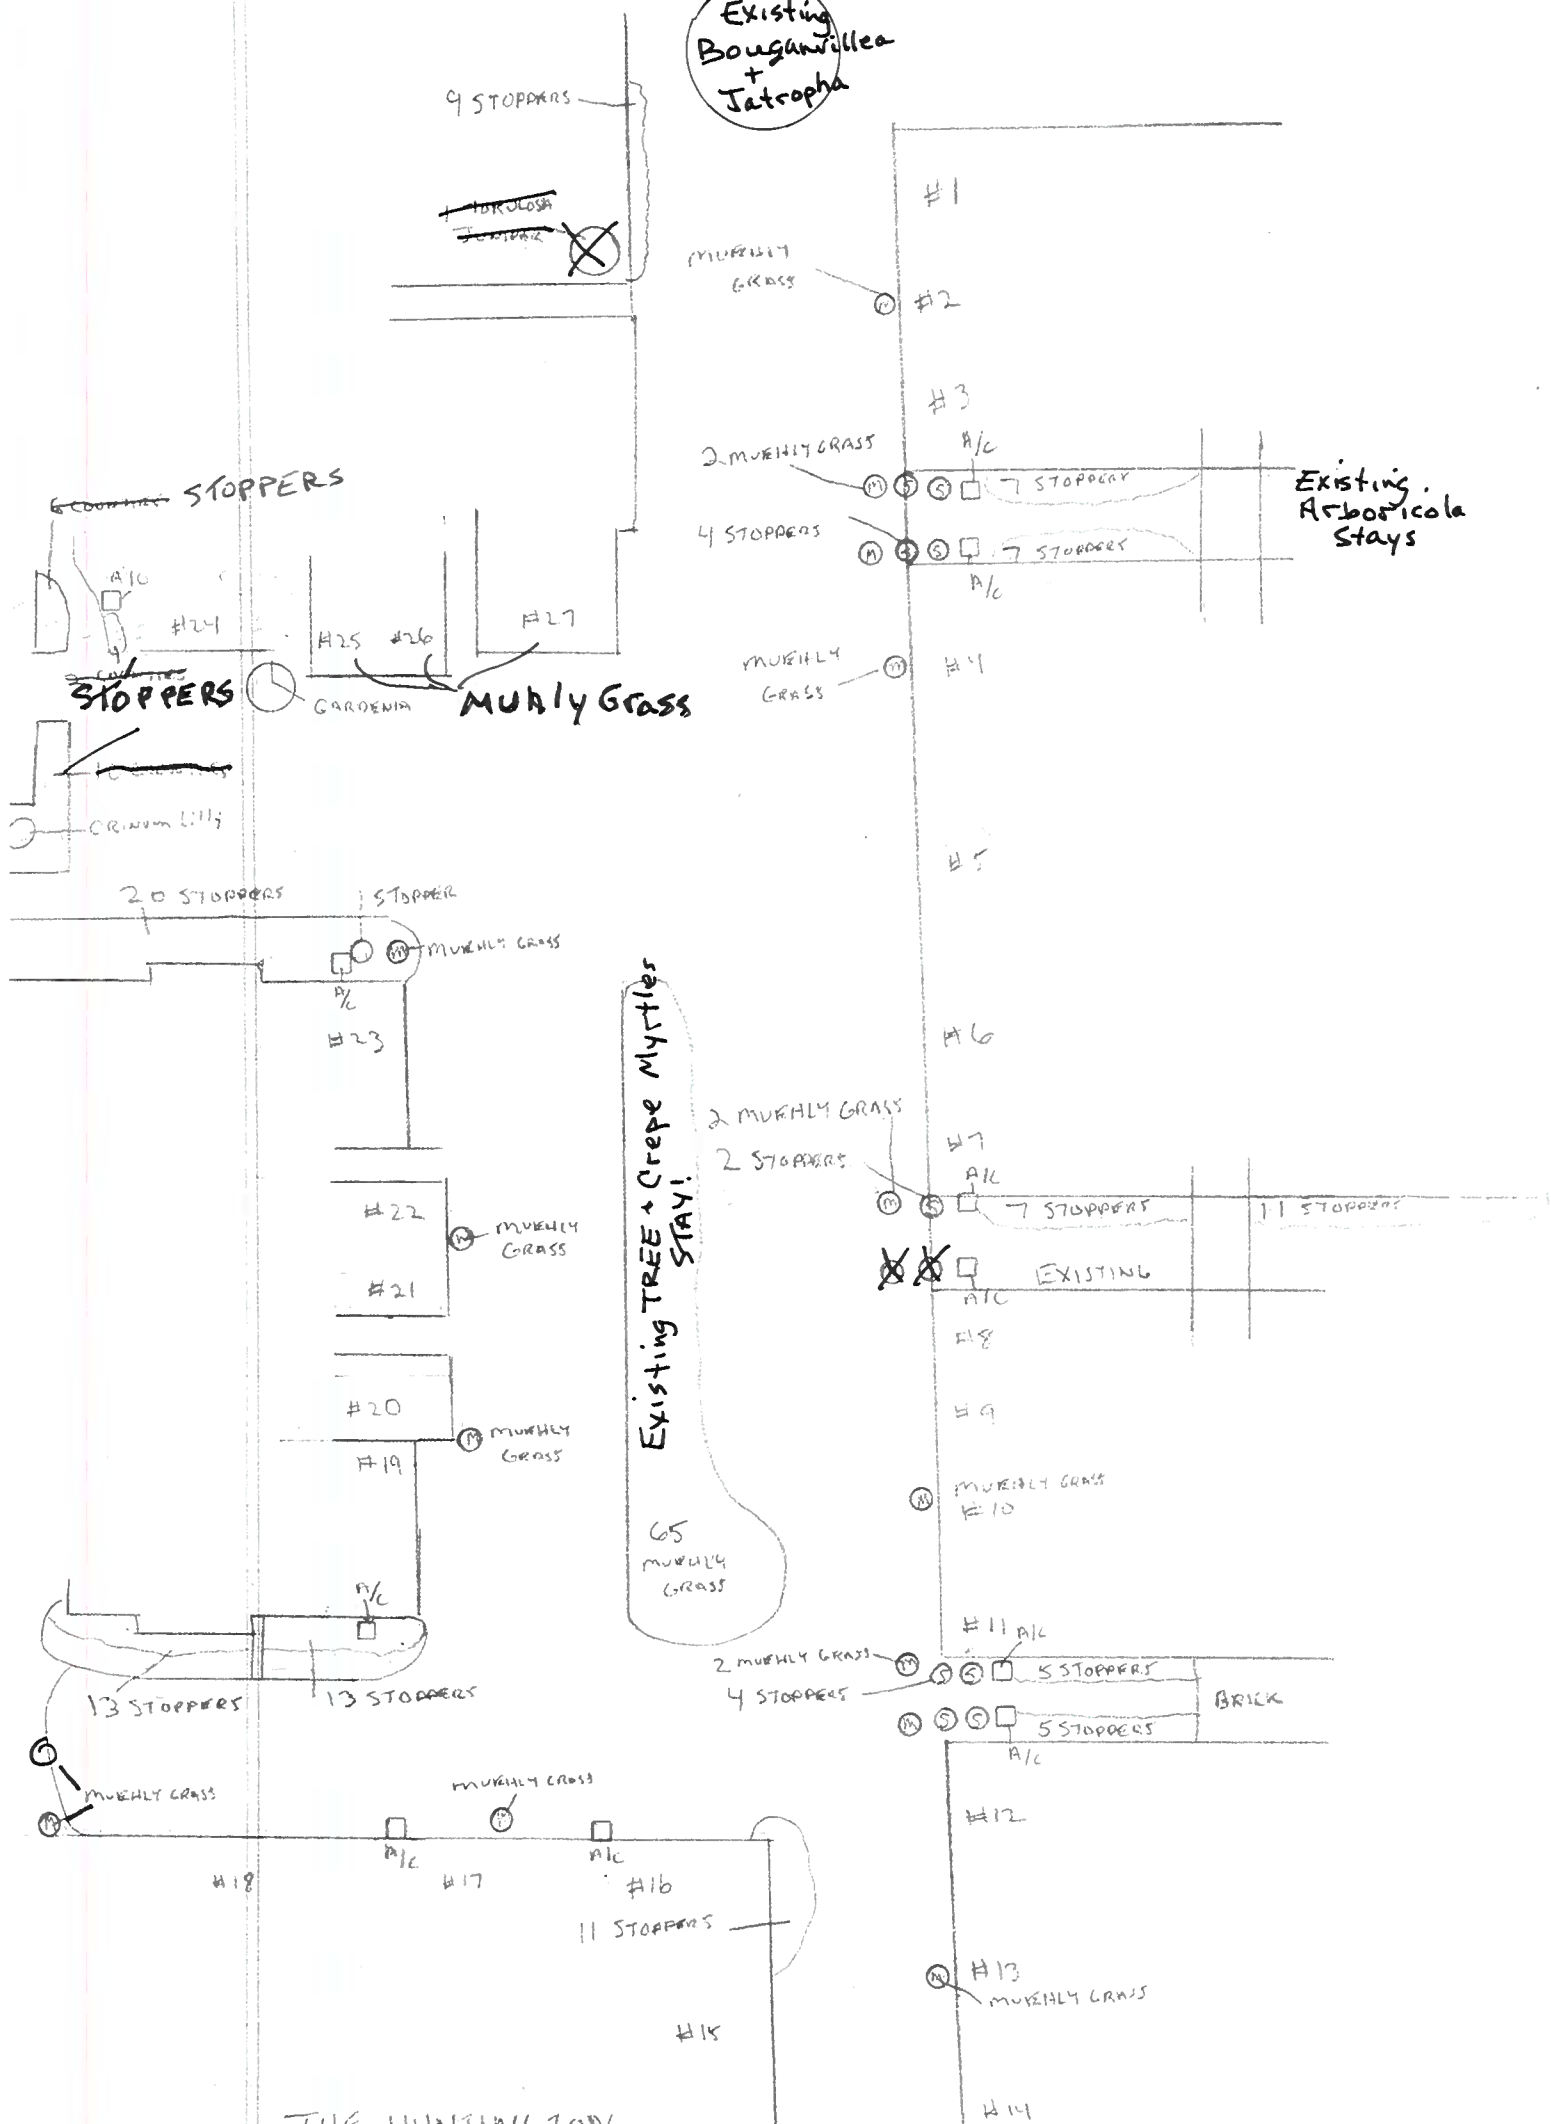 Existing
Bouganvillea
+
Jatropha
9 STOPPERS
TORULOSA
JUNIPER
#1
MUEHLY
GRASS
#2
#3
2 MUEHLY GRASS
A/C
M S S 7 STOPPERS
Existing
Arboricola
Stays
4 STOPPERS
M S S 7 STOPPERS
A/C
STOPPERS
A/C
#24
#25 #26
#27
STOPPERS
GARDENIA
MUHLY GRASS
MUEHLY
GRASS
M
#4
CRINUM Lilly
#5
20 STOPPERS
STOPPER
M MUEHLY GRASS
A/C
#23
Existing TREE + Crepe Myrtles
STAY!
#6
2 MUEHLY GRASS
#7
2 STOPPERS
A/C
M S 7 STOPPERS
11 STOPPERS
EXISTING
A/C
#22
M MUEHLY
GRASS
#21
#8
#20
#9
M MUEHLY
GRASS
#19
M MUEHLY GRASS
#10
65
MUEHLY
GRASS
A/C
#11 A/C
2 MUEHLY GRASS M
S S 5 STOPPERS
4 STOPPERS
BRICK
M S S 5 STOPPERS
A/C
13 STOPPERS
13 STOPPERS
MUEHLY GRASS
MUEHLY GRASS
M
M
#12
A/C
A/C
#18
#17
#16
11 STOPPERS
M #13
MUEHLY GRASS
#15
#14